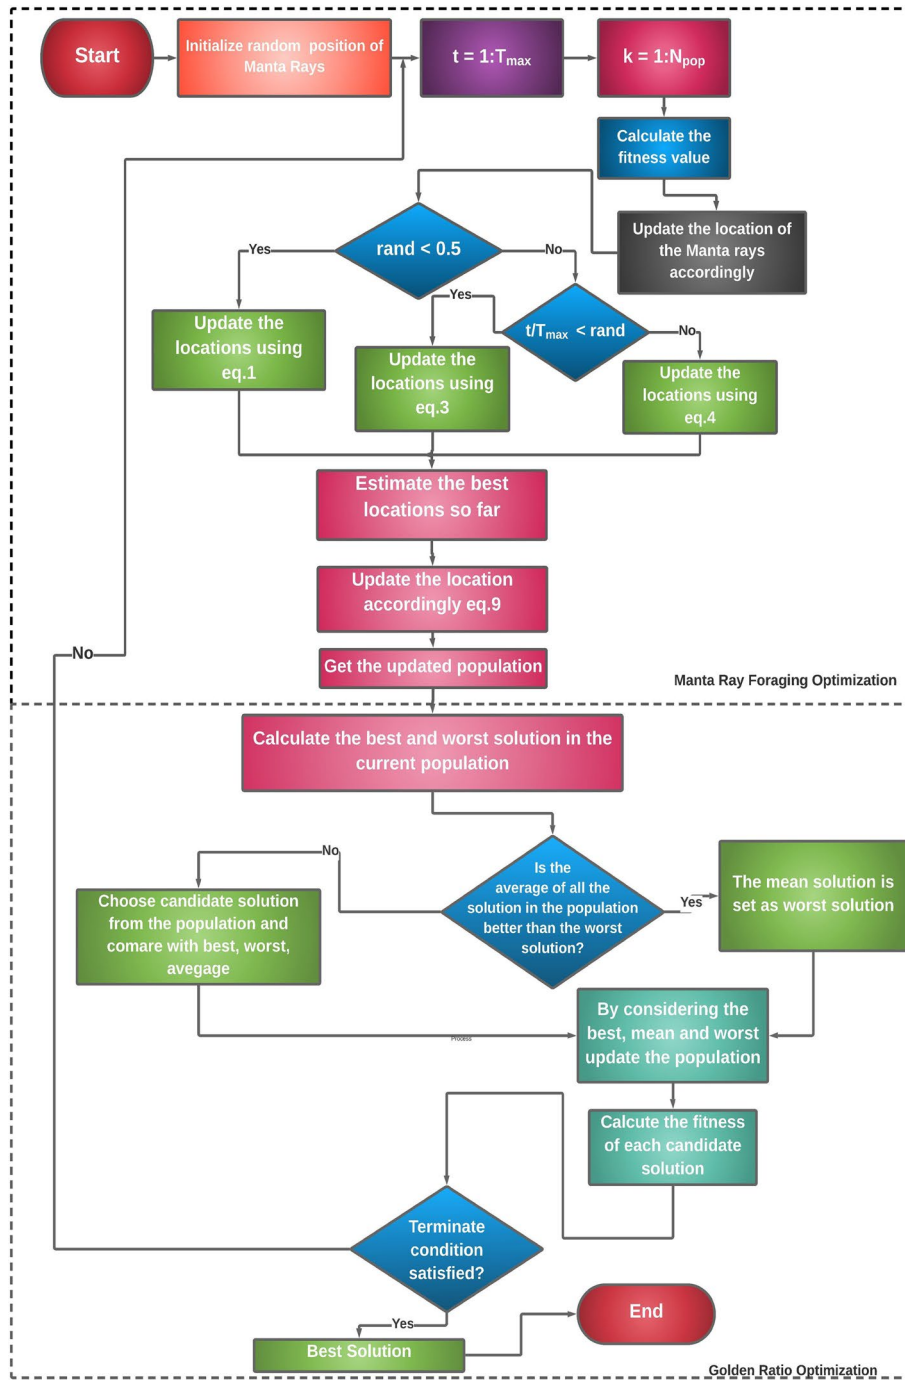 Start
Initialize random position of
Manta Rays
t = 1:Tmax
k = 1:Npop
Calculate the
fitness value
Update the location of
the Manta rays
accordingly
rand < 0.5
Yes
No
t/Tmax < rand
Yes
No
Update the
locations using
eq.1
Update the
locations using
eq.3
Update the
locations using
eq.4
Estimate the best
locations so far
Update the location
accordingly eq.9
Get the updated population
No
Manta Ray Foraging Optimization
Calculate the best and worst solution in the
current population
Is the
average of all the
solution in the population
better than the worst
solution?
No
Yes
Choose candidate solution
from the population and
comare with best, worst,
avegage
The mean solution is
set as worst solution
Process
By considering the
best, mean and worst
update the population
Calcute the fitness
of each candidate
solution
Terminate
condition
satisfied?
Yes
Best Solution
End
Golden Ratio Optimization